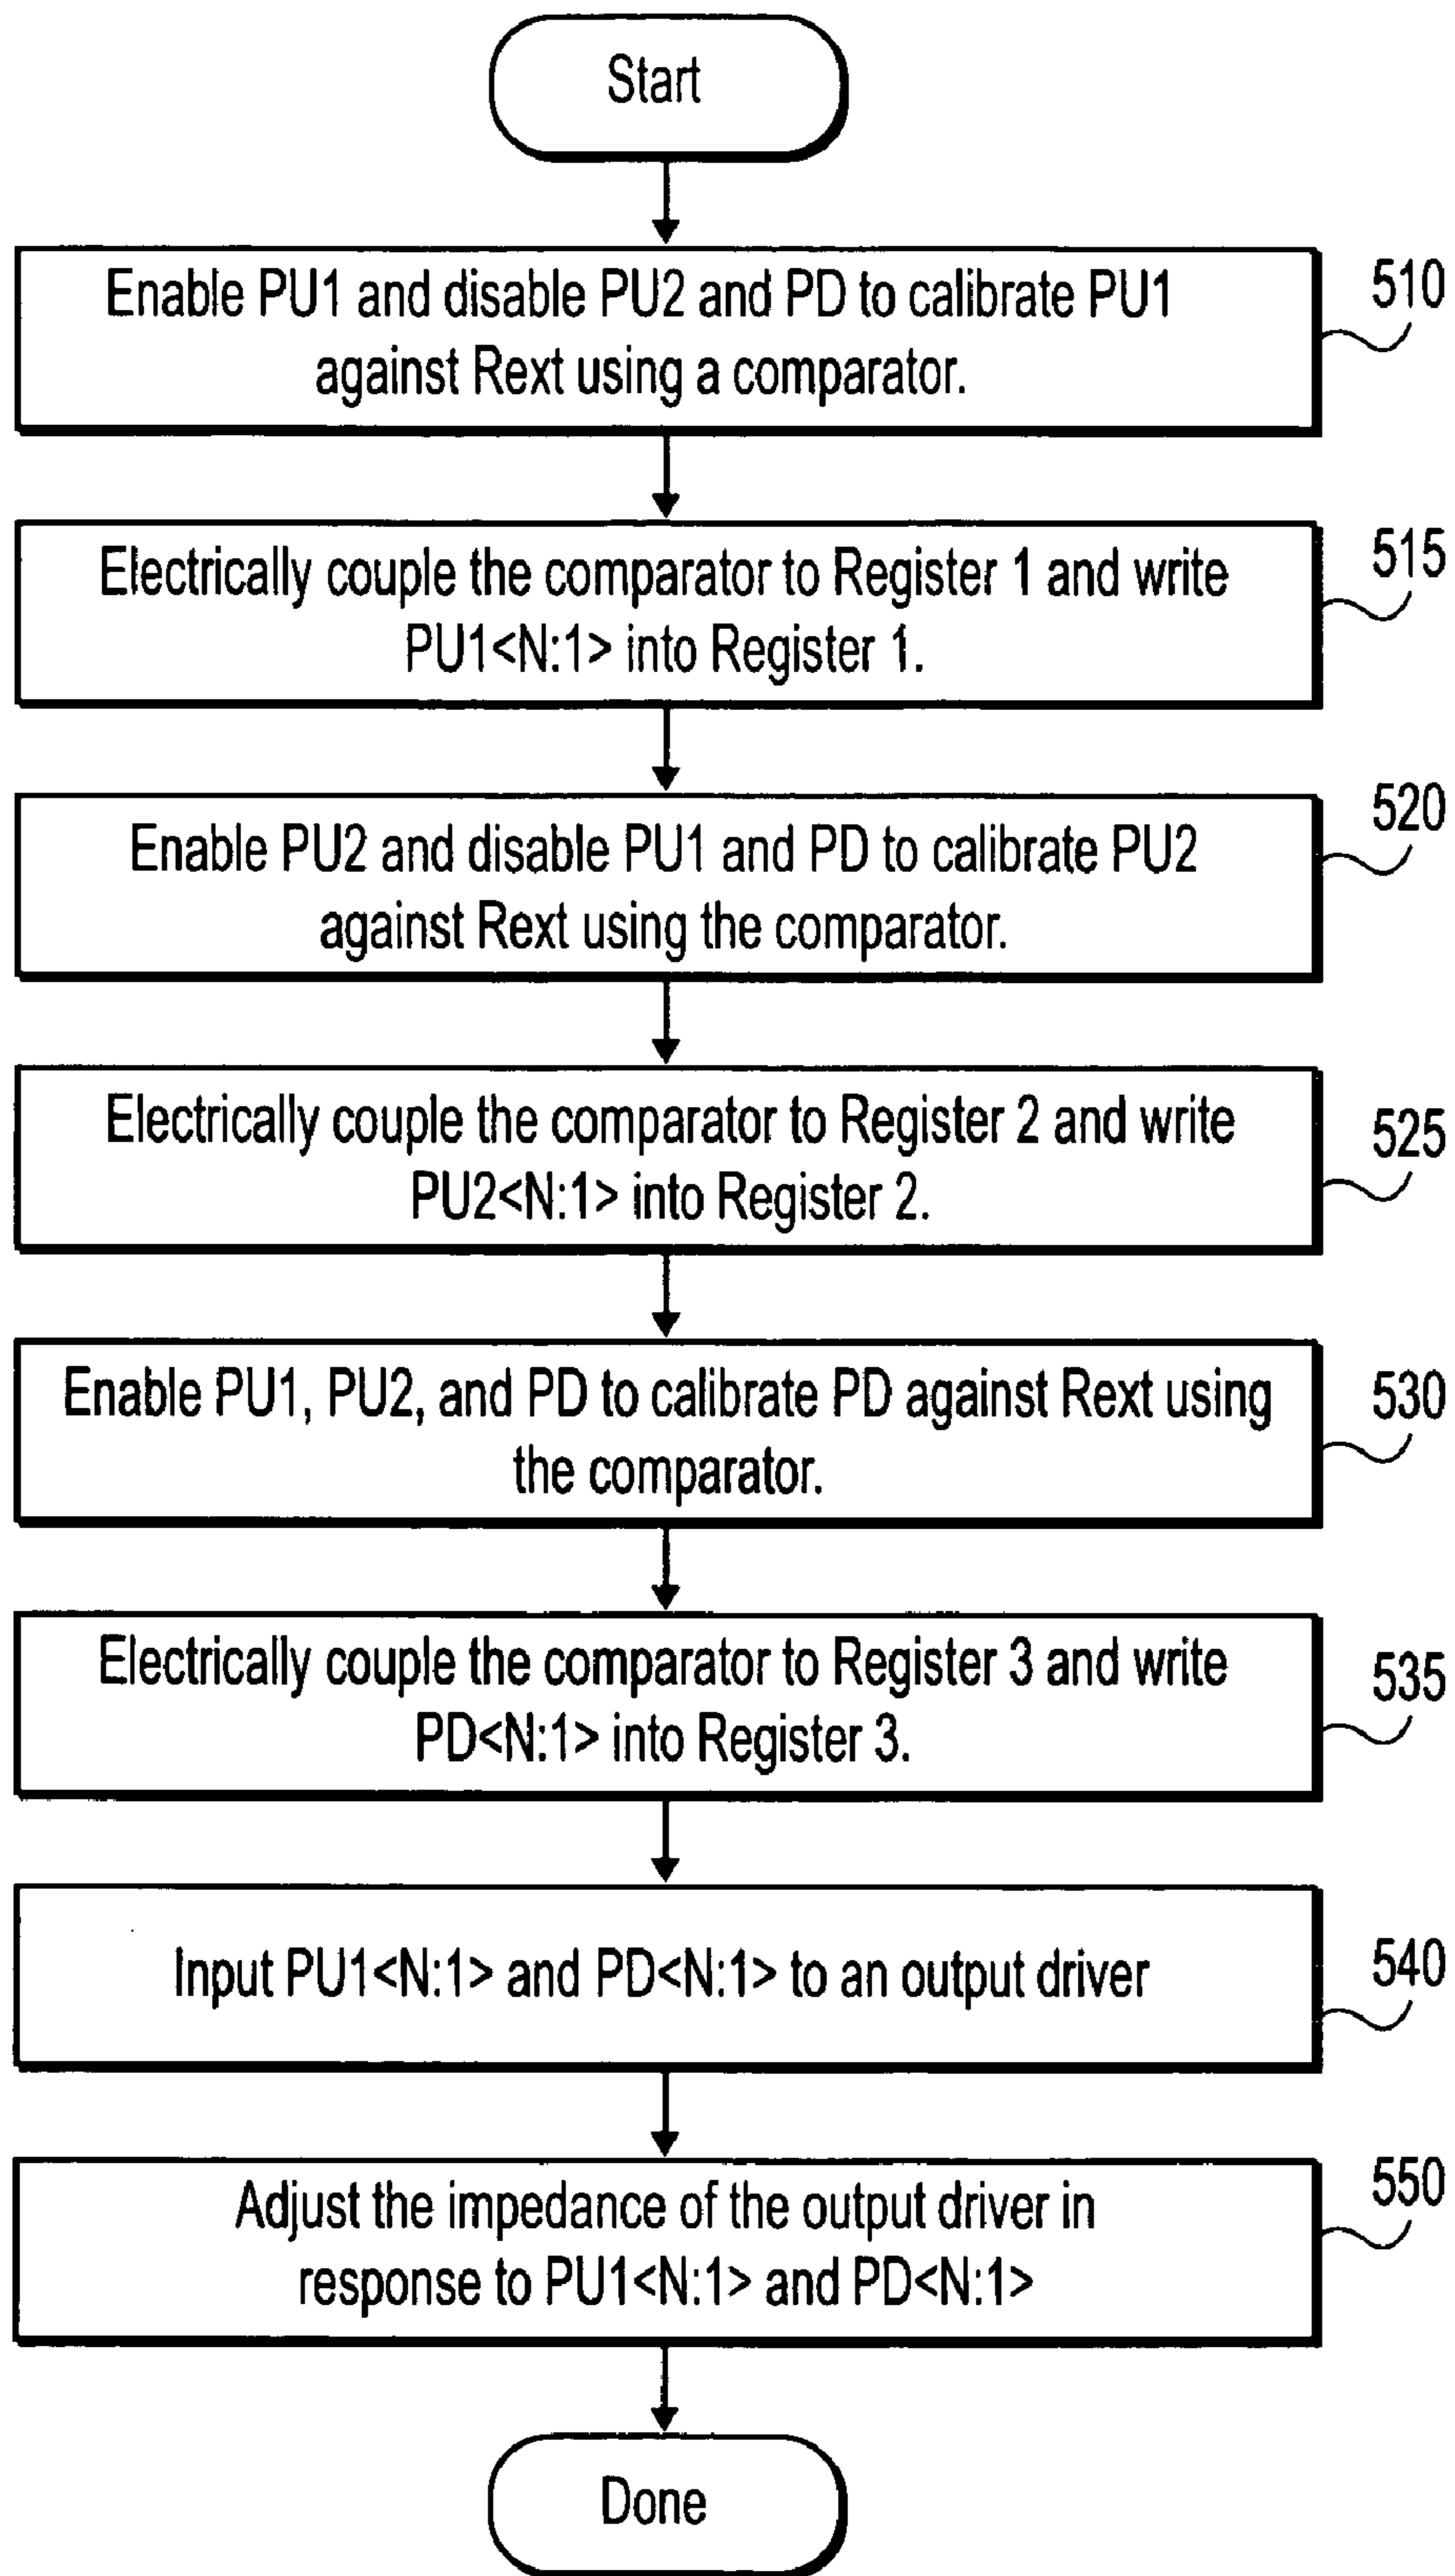 Start
Enable PU1 and disable PU2 and PD to calibrate PU1
against Rext using a comparator.
510
Electrically couple the comparator to Register 1 and write
PU1<N:1> into Register 1.
515
Enable PU2 and disable PU1 and PD to calibrate PU2
against Rext using the comparator.
520
Electrically couple the comparator to Register 2 and write
PU2<N:1> into Register 2.
525
Enable PU1, PU2, and PD to calibrate PD against Rext using
the comparator.
530
Electrically couple the comparator to Register 3 and write
PD<N:1> into Register 3.
535
Input PU1<N:1> and PD<N:1> to an output driver
540
Adjust the impedance of the output driver in
response to PU1<N:1> and PD<N:1>
550
Done